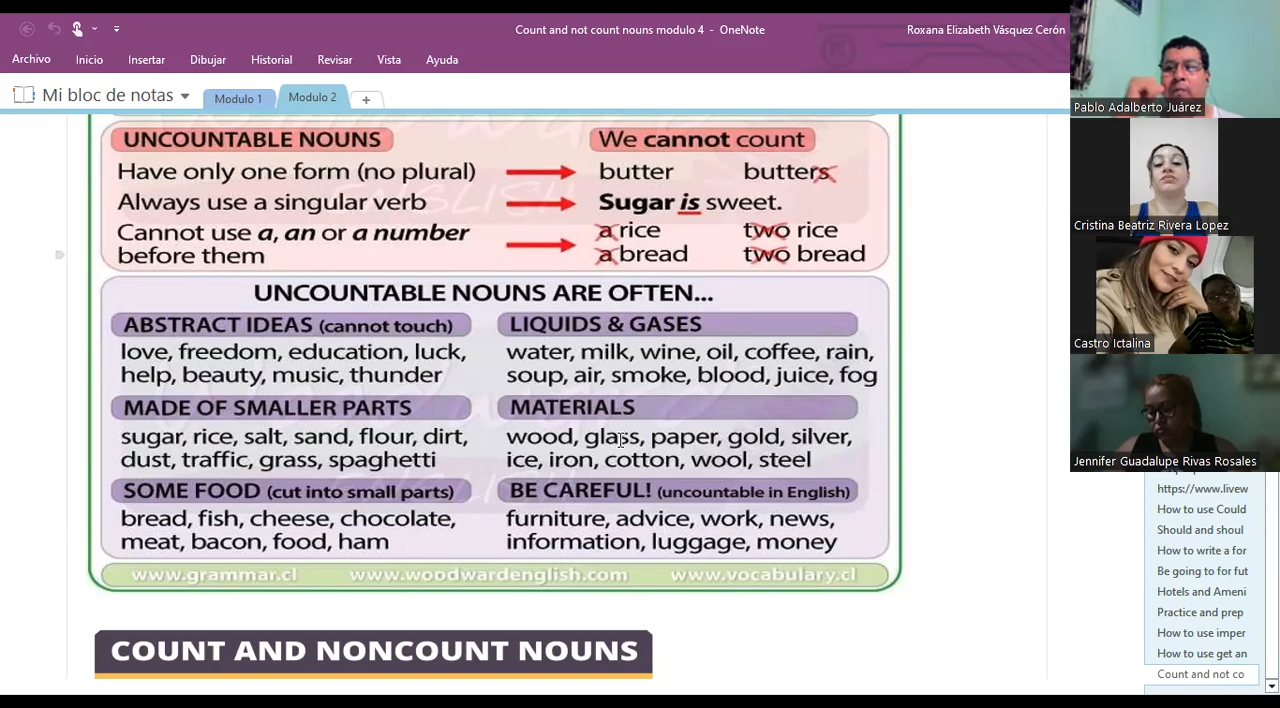 Count and not count nouns modulo 4 - OneNote
Roxana Elizabeth Vásquez Cerón
Archivo Inicio Insertar Dibujar Historial Revisar Vista Ayuda
Mi bloc de notas Modulo 1 Modulo 2 +
UNCOUNTABLE NOUNS We cannot count
Have only one form (no plural) butter butters
Always use a singular verb Sugar is sweet.
Cannot use a, an or a number a rice two rice
before them a bread two bread
UNCOUNTABLE NOUNS ARE OFTEN...
ABSTRACT IDEAS (cannot touch)
love, freedom, education, luck,
help, beauty, music, thunder
LIQUIDS & GASES
water, milk, wine, oil, coffee, rain,
soup, air, smoke, blood, juice, fog
MADE OF SMALLER PARTS
sugar, rice, salt, sand, flour, dirt,
dust, traffic, grass, spaghetti
MATERIALS
wood, glass, paper, gold, silver,
ice, iron, cotton, wool, steel
SOME FOOD (cut into small parts)
bread, fish, cheese, chocolate,
meat, bacon, food, ham
BE CAREFUL! (uncountable in English)
furniture, advice, work, news,
information, luggage, money
www.grammar.cl www.woodwardenglish.com www.vocabulary.cl
COUNT AND NONCOUNT NOUNS
Pablo Adalberto Juárez
Cristina Beatriz Rivera Lopez
Castro Ictalina
Jennifer Guadalupe Rivas Rosales
https://www.livew
How to use Could
Should and shoul
How to write a for
Be going to for fut
Hotels and Ameni
Practice and prep
How to use imper
How to use get an
Count and not co